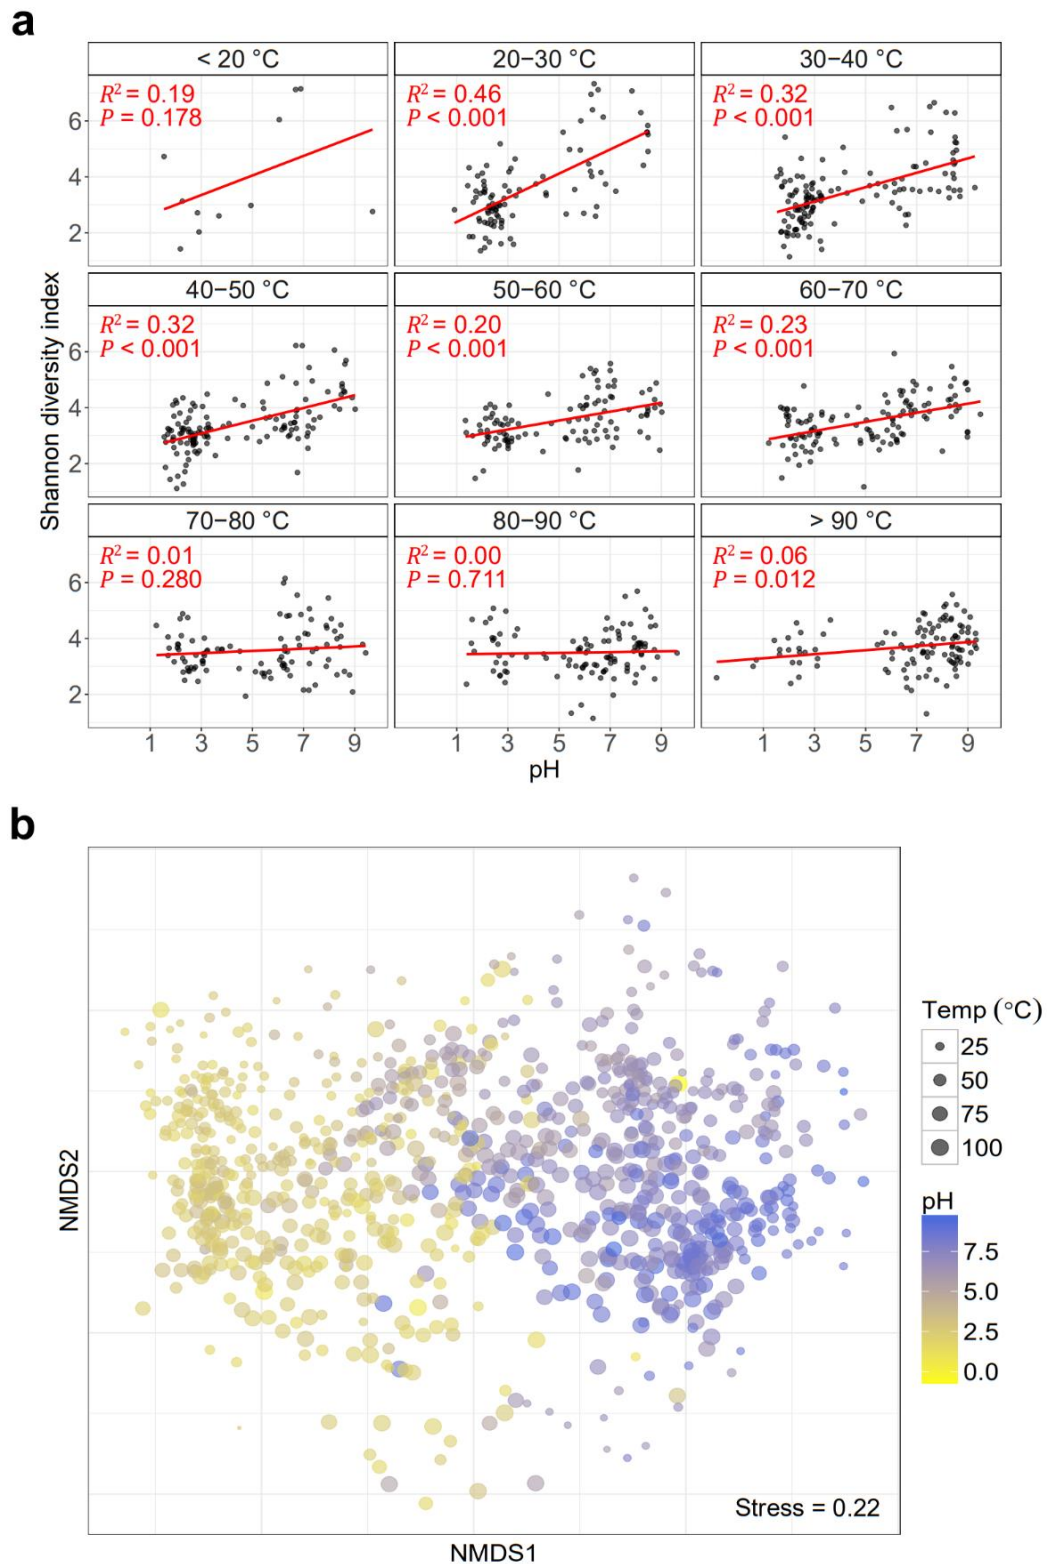 a
< 20 °C
20−30 °C
30−40 °C
R² = 0.19
P = 0.178
R² = 0.46
P < 0.001
R² = 0.32
P < 0.001
6
4
2
40−50 °C
50−60 °C
60−70 °C
R² = 0.32
P < 0.001
R² = 0.20
P < 0.001
R² = 0.23
P < 0.001
6
4
2
Shannon diversity index
70−80 °C
80−90 °C
> 90 °C
R² = 0.01
P = 0.280
R² = 0.00
P = 0.711
R² = 0.06
P = 0.012
6
4
2
1 3 5 7 9
1 3 5 7 9
1 3 5 7 9
pH
b
NMDS2
Temp (°C)
25
50
75
100
pH
7.5
5.0
2.5
0.0
Stress = 0.22
NMDS1